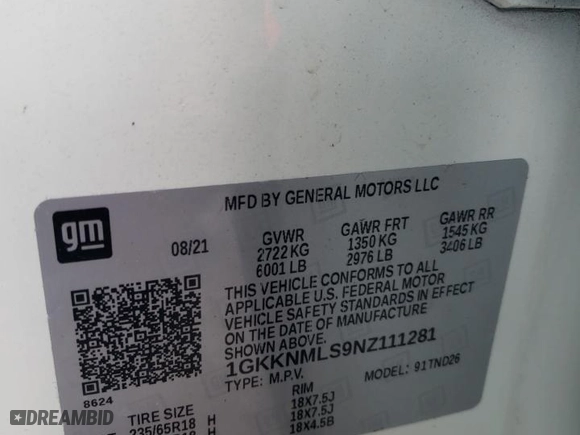 MFD BY GENERAL MOTORS LLC
gm
08/21
GVWR
2722 KG
6001 LB
GAWR FRT
1350 KG
2976 LB
GAWR RR
1545 KG
3406 LB
THIS VEHICLE CONFORMS TO ALL
APPLICABLE U.S. FEDERAL MOTOR
VEHICLE SAFETY STANDARDS IN EFFECT
ON THE DATE OF MANUFACTURE
SHOWN ABOVE.
1GKKNMLS9NZ111281
TYPE: M.P.V.
MODEL: 91TND26
8624
TIRE SIZE
RIM
235/65R18 H
18X7.5J
H
18X7.5J
18X4.5B
DREAMBID